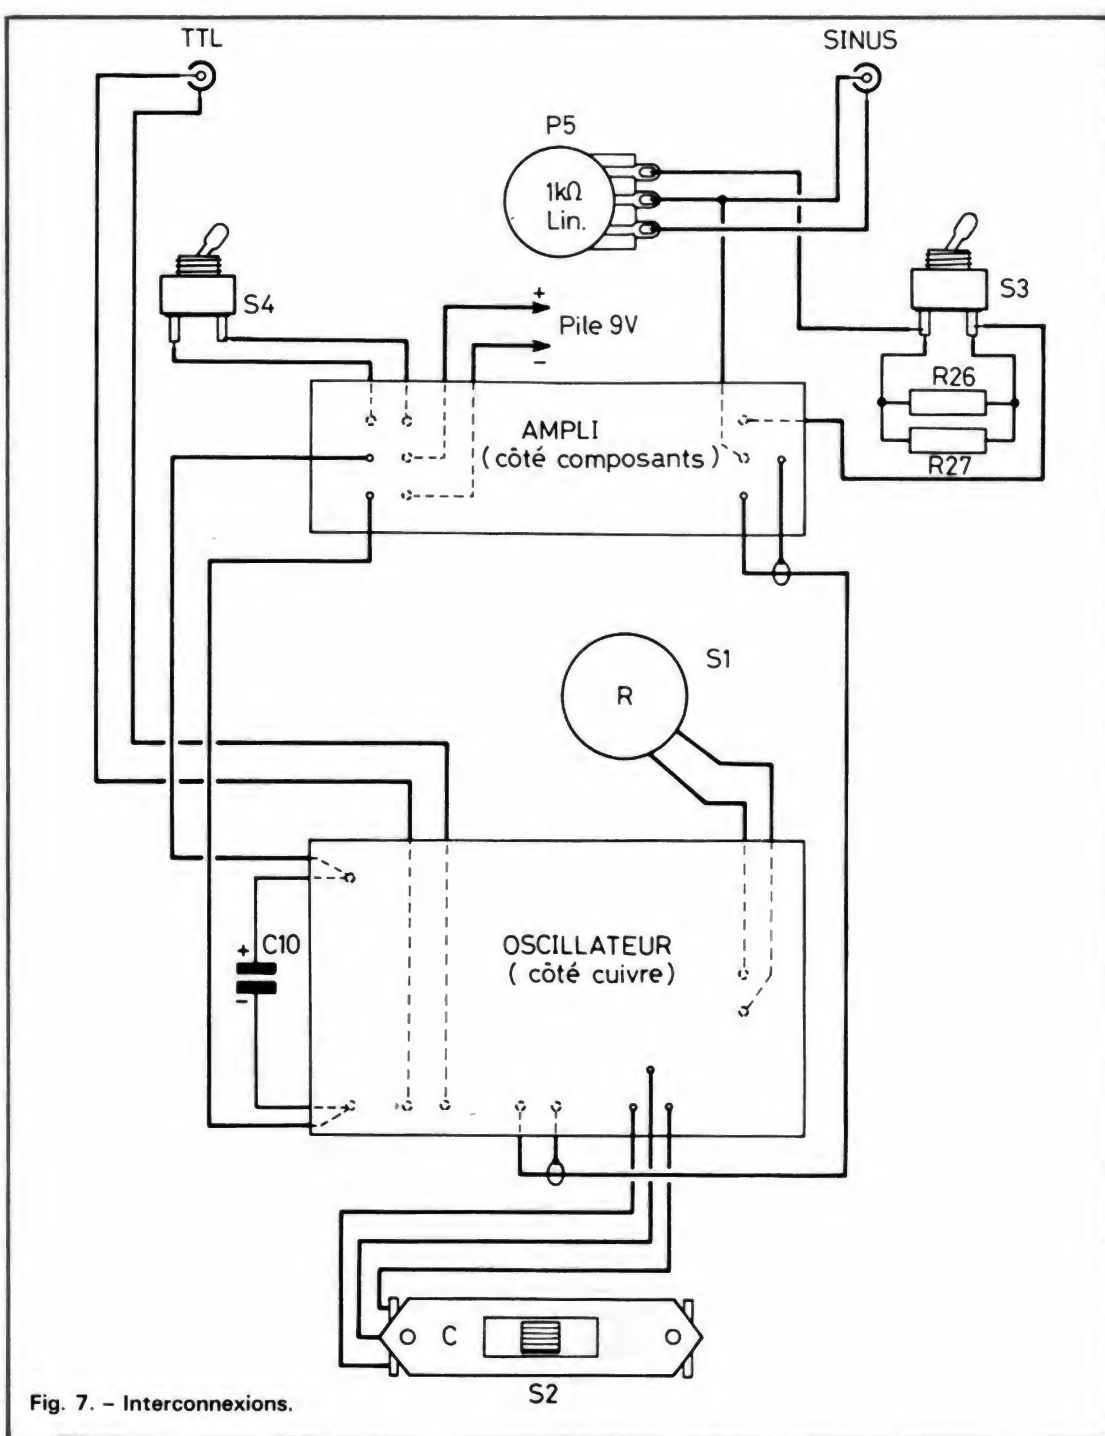 TTL
SINUS
P5
1kΩ
Lin.
S4
S3
+
Pile 9V
−
R26
R27
AMPLI
(côté composants)
S1
R
+
C10
−
OSCILLATEUR
(côté cuivre)
C
S2
Fig. 7. – Interconnexions.